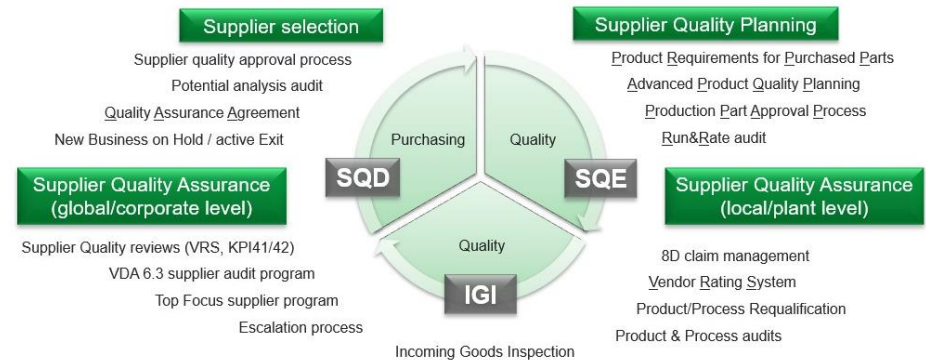 Supplier selection
Supplier quality approval process
Potential analysis audit
Quality Assurance Agreement
New Business on Hold / active Exit
Supplier Quality Planning
Product Requirements for Purchased Parts
Advanced Product Quality Planning
Production Part Approval Process
Run&Rate audit
Purchasing
Quality
SQD
SQE
Quality
IGI
Incoming Goods Inspection
Supplier Quality Assurance
(global/corporate level)
Supplier Quality reviews (VRS, KPI41/42)
VDA 6.3 supplier audit program
Top Focus supplier program
Escalation process
Supplier Quality Assurance
(local/plant level)
8D claim management
Vendor Rating System
Product/Process Requalification
Product & Process audits